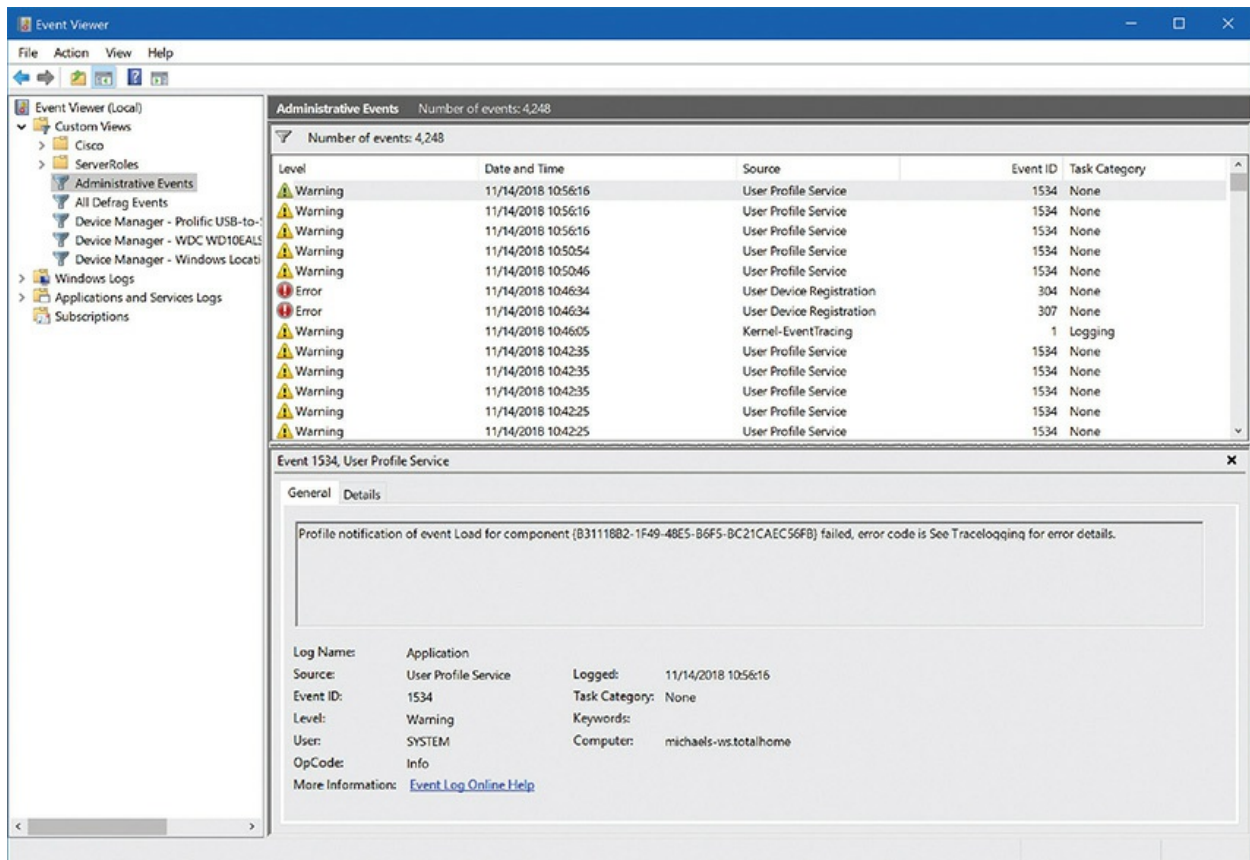 Event Viewer
File Action View Help
Event Viewer (Local)
Custom Views
Cisco
ServerRoles
Administrative Events
All Defrag Events
Device Manager - Prolific USB-to-
Device Manager - WDC WD10EALS
Device Manager - Windows Locati
Windows Logs
Applications and Services Logs
Subscriptions
Administrative Events Number of events: 4,248
Number of events: 4,248
Level Date and Time Source Event ID Task Category
Warning 11/14/2018 10:56:16 User Profile Service 1534 None
Warning 11/14/2018 10:56:16 User Profile Service 1534 None
Warning 11/14/2018 10:56:16 User Profile Service 1534 None
Warning 11/14/2018 10:50:54 User Profile Service 1534 None
Warning 11/14/2018 10:50:46 User Profile Service 1534 None
Error 11/14/2018 10:46:34 User Device Registration 304 None
Error 11/14/2018 10:46:34 User Device Registration 307 None
Warning 11/14/2018 10:46:05 Kernel-EventTracing 1 Logging
Warning 11/14/2018 10:42:35 User Profile Service 1534 None
Warning 11/14/2018 10:42:35 User Profile Service 1534 None
Warning 11/14/2018 10:42:35 User Profile Service 1534 None
Warning 11/14/2018 10:42:25 User Profile Service 1534 None
Warning 11/14/2018 10:42:25 User Profile Service 1534 None
Event 1534, User Profile Service
General Details
Profile notification of event Load for component {B31118B2-1F49-48E5-B6F5-BC21CAEC56FB} failed, error code is See Tracelogging for error details.
Log Name: Application
Source: User Profile Service Logged: 11/14/2018 10:56:16
Event ID: 1534 Task Category: None
Level: Warning Keywords:
User: SYSTEM Computer: michaels-ws.totalhome
OpCode: Info
More Information: Event Log Online Help